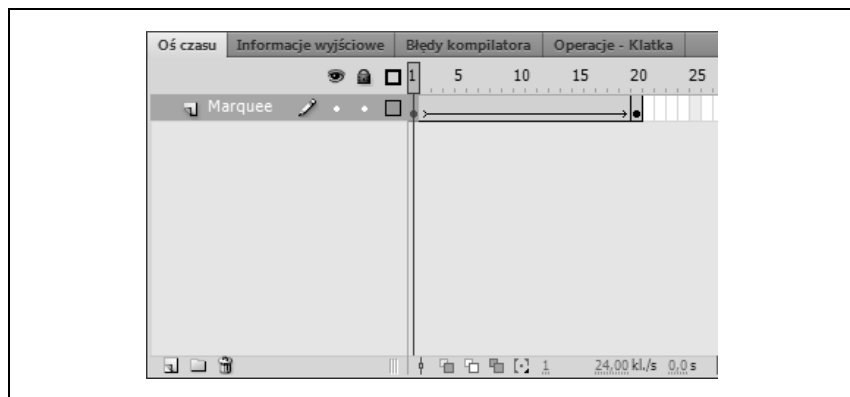 Oś czasu Informacje wyjściowe Błędy kompilatora Operacje - Klatka
1 5 10 15 20 25
Marquee
1 24,00 kl./s 0,0 s